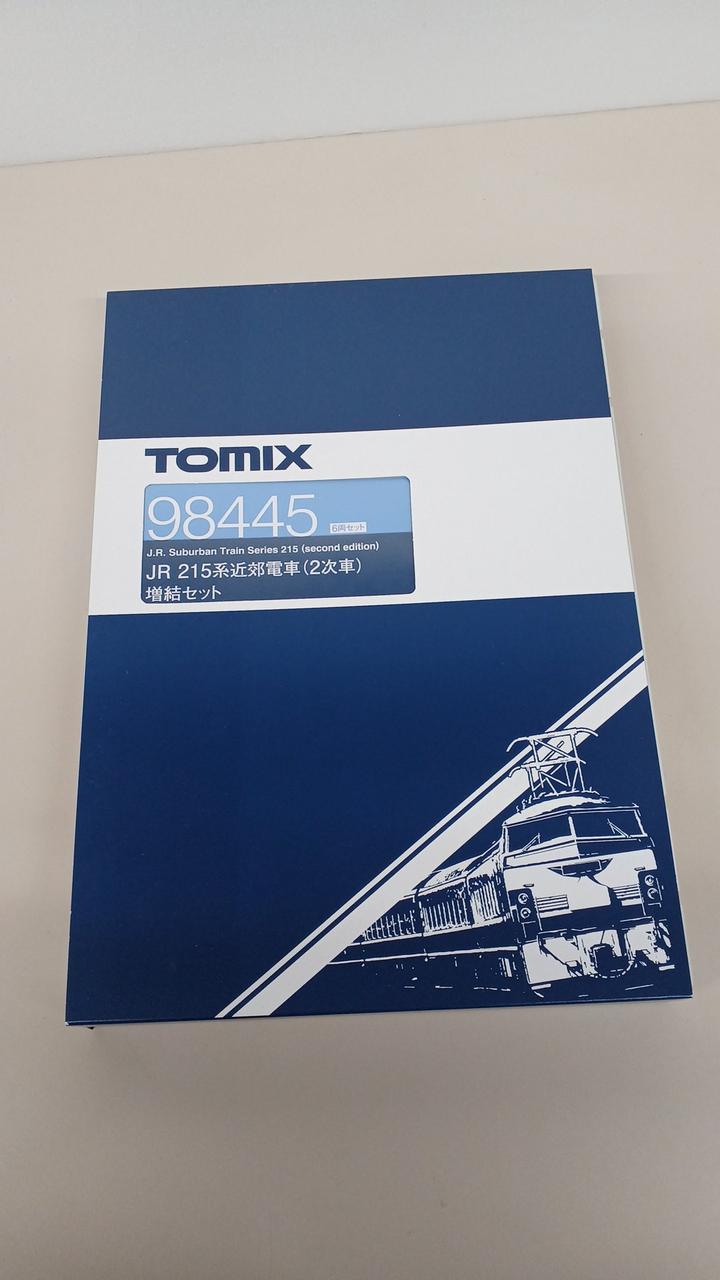 TOMIX
98445 6両セット
J.R. Suburban Train Series 215 (second edition)
JR 215系近郊電車(2次車)
増結セット